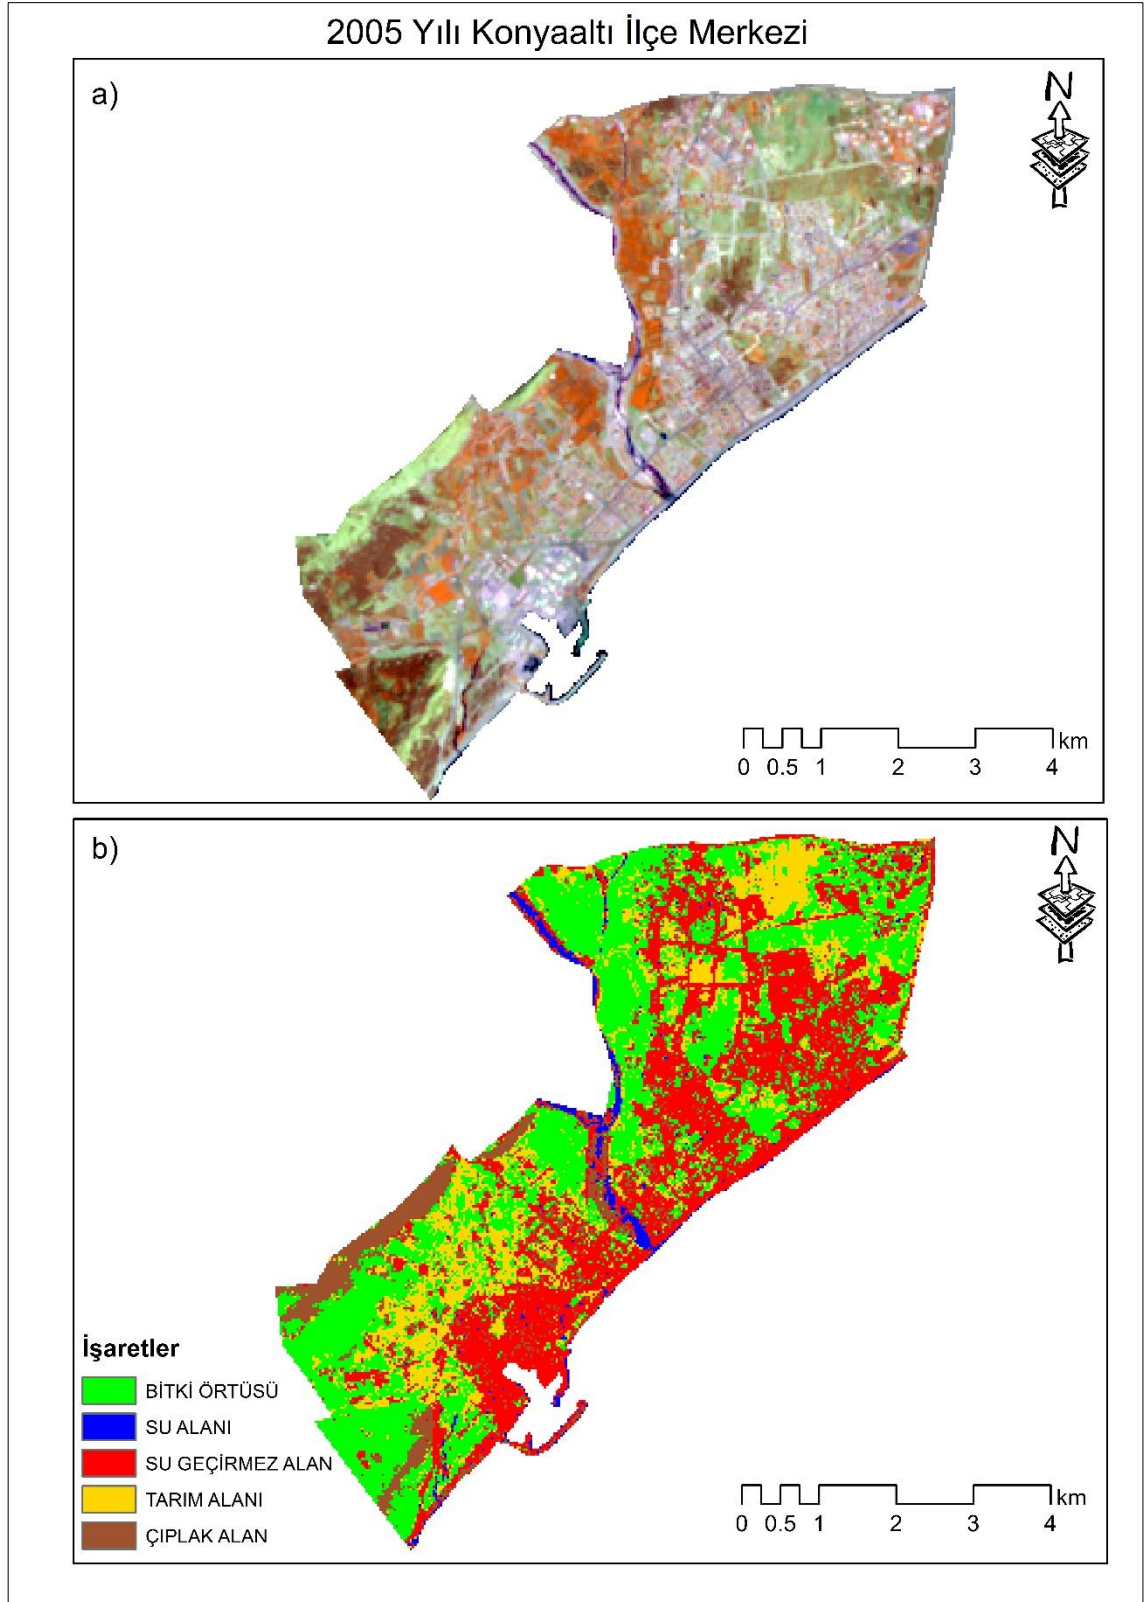 2005 Yılı Konyaaltı İlçe Merkezi
a)
N
km
0 0.5 1 2 3 4
b)
N
İşaretler
BİTKİ ÖRTÜSÜ
SU ALANI
SU GEÇİRMEZ ALAN
TARIM ALANI
ÇIPLAK ALAN
km
0 0.5 1 2 3 4